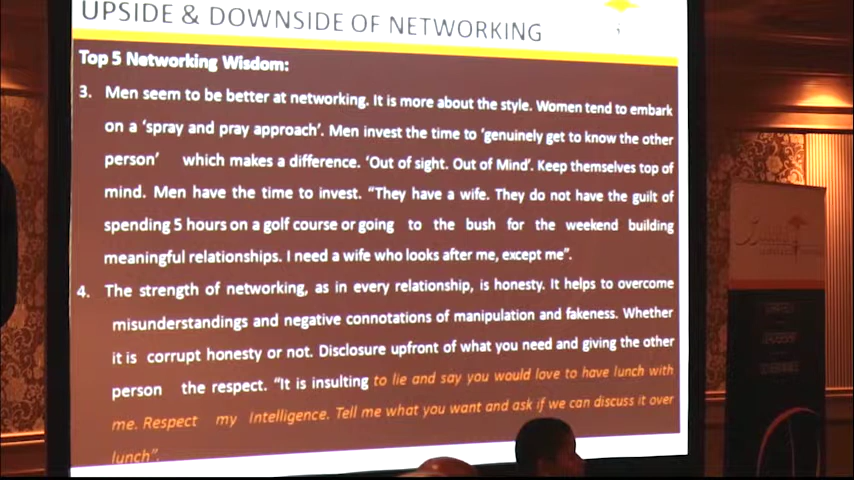 UPSIDE & DOWNSIDE OF NETWORKING
Top 5 Networking Wisdom:
3. Men seem to be better at networking. It is more about the style. Women tend to embark
on a ‘spray and pray approach’. Men invest the time to ‘genuinely get to know the other
person’ which makes a difference. ‘Out of sight. Out of Mind’. Keep themselves top of
mind. Men have the time to invest. “They have a wife. They do not have the guilt of
spending 5 hours on a golf course or going to the bush for the weekend building
meaningful relationships. I need a wife who looks after me, except me”.
4. The strength of networking, as in every relationship, is honesty. It helps to overcome
misunderstandings and negative connotations of manipulation and fakeness. Whether
it is corrupt honesty or not. Disclosure upfront of what you need and giving the other
person the respect. “It is insulting to lie and say you would love to have lunch with
me. Respect my Intelligence. Tell me what you want and ask if we can discuss it over
lunch”.